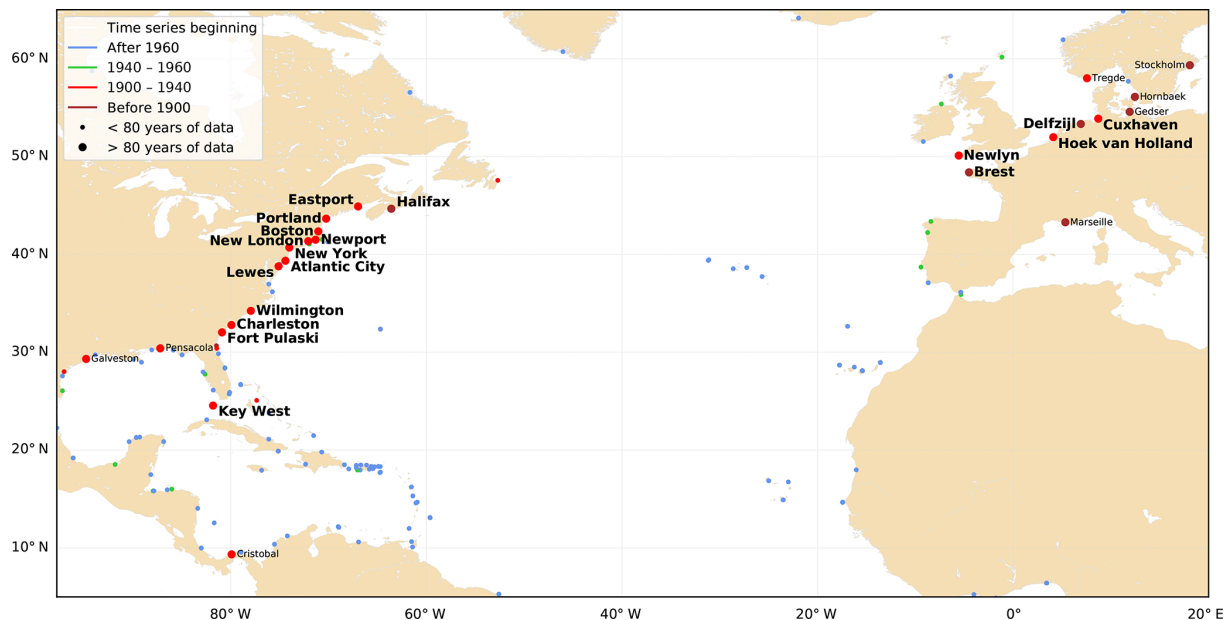 Time series beginning
After 1960
1940 – 1960
1900 – 1940
Before 1900
< 80 years of data
> 80 years of data
60° N
50° N
40° N
30° N
20° N
10° N
80° W
60° W
40° W
20° W
0°
20° E
Stockholm
Tregde
Hornbaek
Gedser
Delfzijl
Cuxhaven
Hoek van Holland
Newlyn
Brest
Marseille
Eastport
Halifax
Portland
Boston
New London
Newport
New York
Atlantic City
Lewes
Wilmington
Charleston
Fort Pulaski
Pensacola
Galveston
Key West
Cristobal